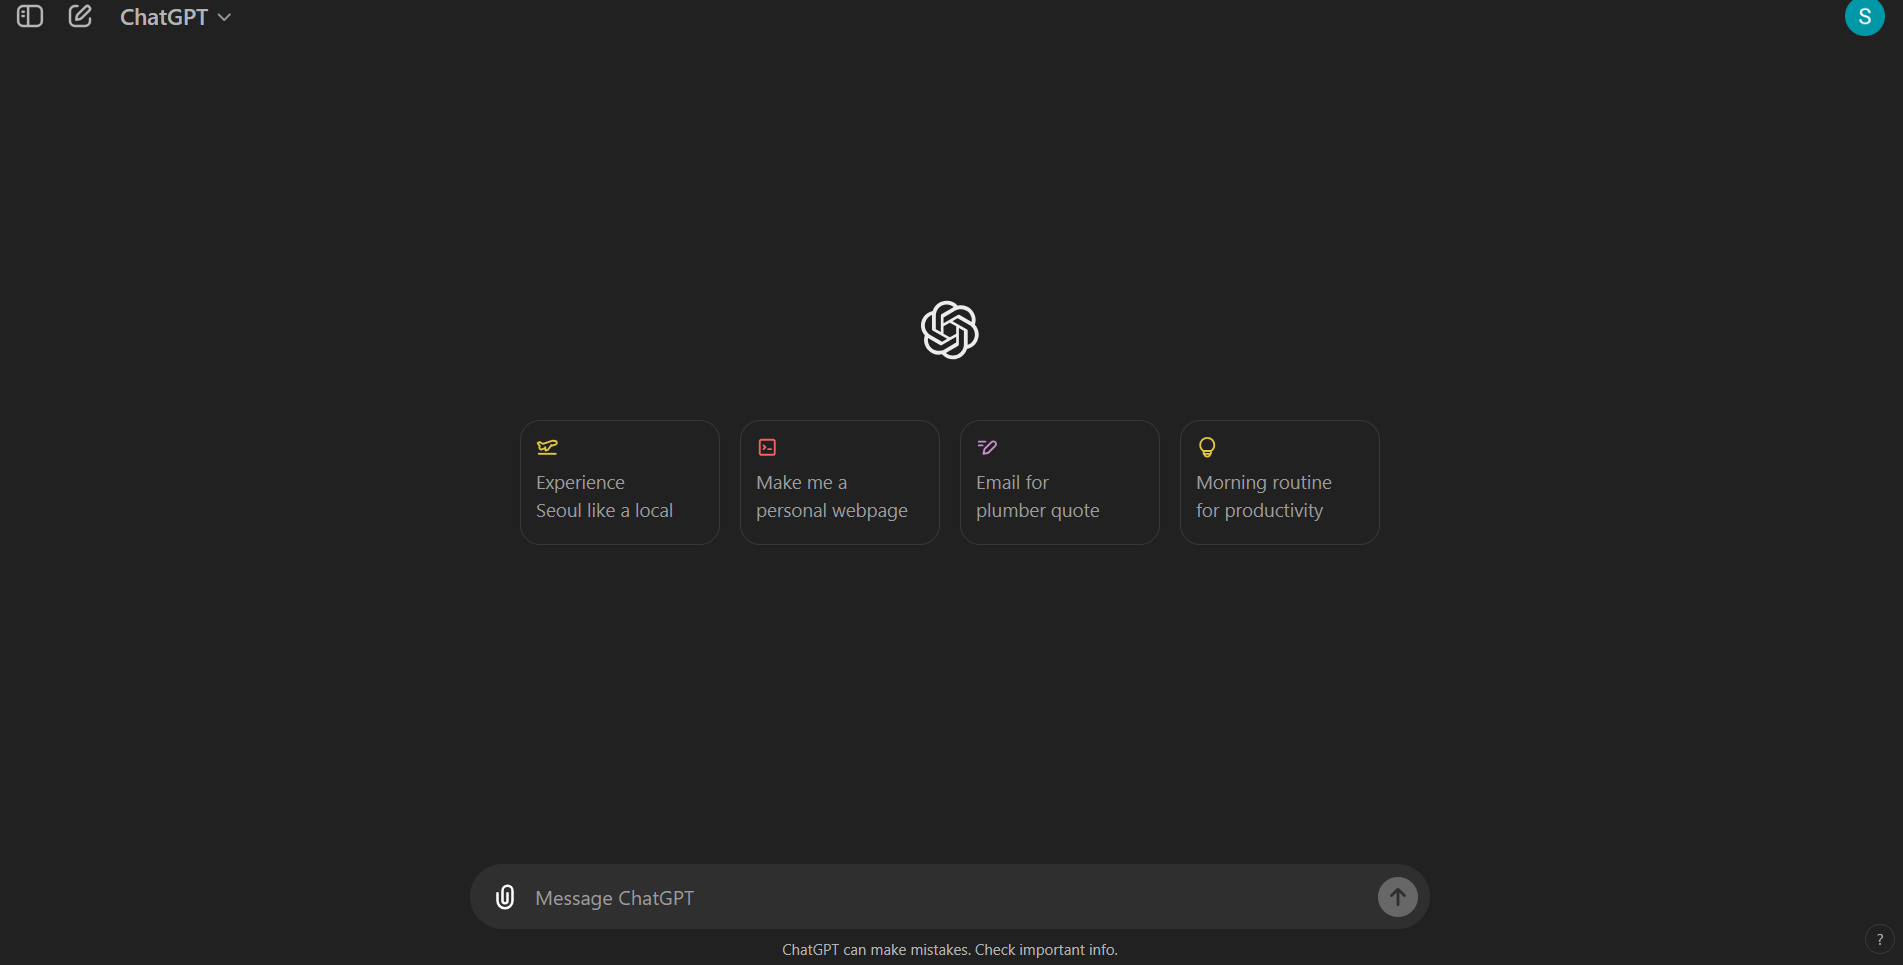 ChatGPT
S
Experience
Seoul like a local
Make me a
personal webpage
Email for
plumber quote
Morning routine
for productivity
Message ChatGPT
ChatGPT can make mistakes. Check important info.
?